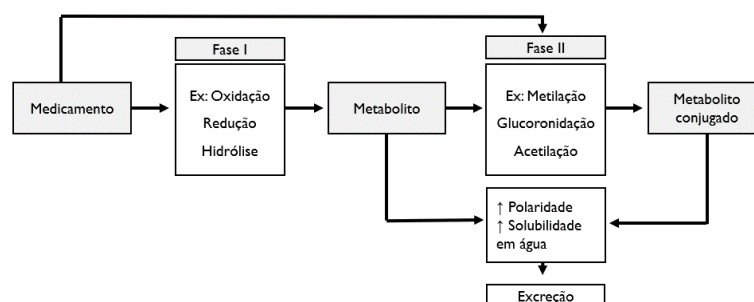 Fase I
Fase II
Medicamento
Ex: Oxidação
Redução
Hidrólise
Metabolito
Ex: Metilação
Glucoronidação
Acetilação
Metabolito
conjugado
↑ Polaridade
↑ Solubilidade
em água
Excreção